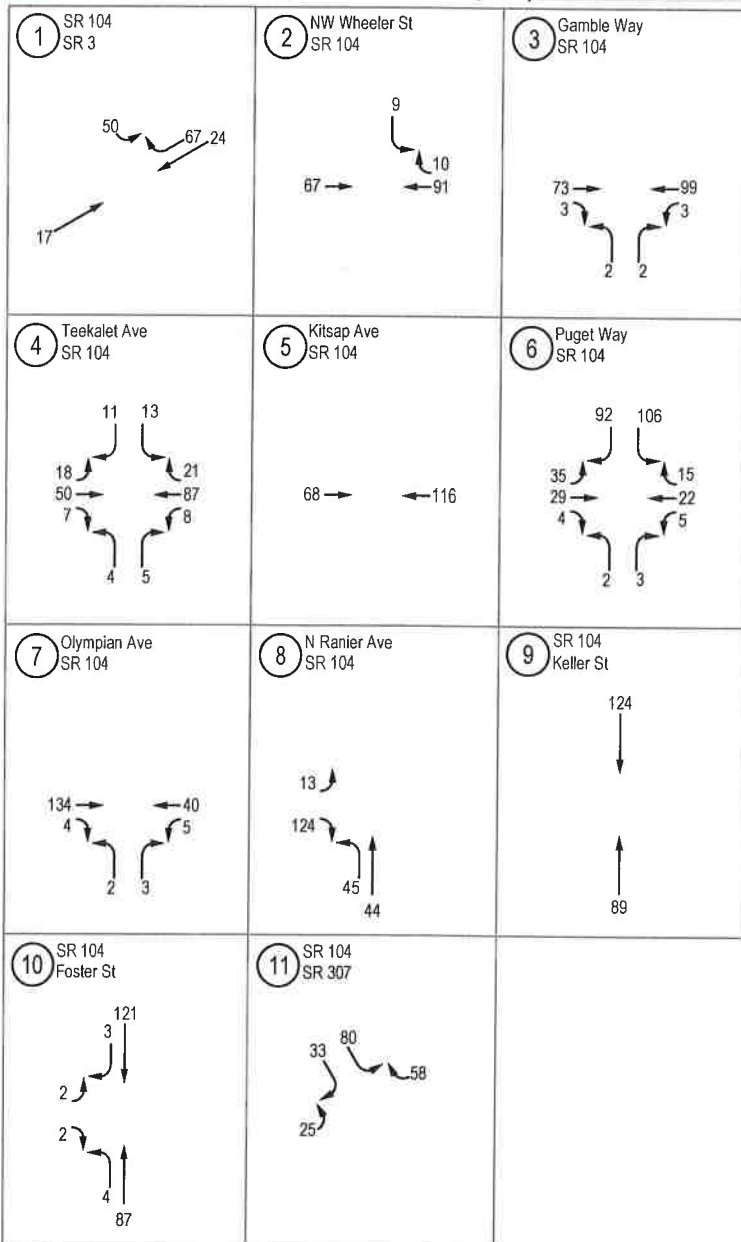 1 SR 104
SR 3
50
67 24
17
2 NW Wheeler St
SR 104
9
10
67 91
3 Gamble Way
SR 104
73 99
3 3
2 2
4 Teekalet Ave
SR 104
11 13
18 21
50 87
7 8
4 5
5 Kitsap Ave
SR 104
68 116
6 Puget Way
SR 104
92 106
35 15
29 22
4 5
2 3
7 Olympian Ave
SR 104
134 40
4 5
2 3
8 N Ranier Ave
SR 104
13
124
45
44
9 SR 104
Keller St
124
89
10 SR 104
Foster St
121
3
2
2
4
87
11 SR 104
SR 307
80
33
58
25